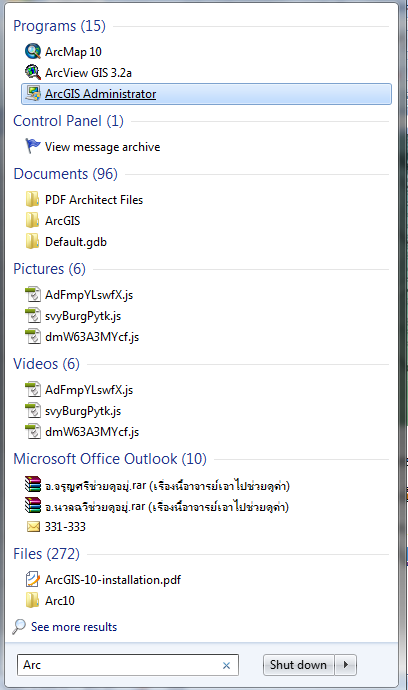 Programs (15)
ArcMap 10
ArcView GIS 3.2a
ArcGIS Administrator
Control Panel (1)
View message archive
Documents (96)
PDF Architect Files
ArcGIS
Default.gdb
Pictures (6)
AdFmpYLswfX.js
svyBurgPytk.js
dmW63A3MYcf.js
Videos (6)
AdFmpYLswfX.js
svyBurgPytk.js
dmW63A3MYcf.js
Microsoft Office Outlook (10)
อ.จรูญศรีช่วยดูอยู่.rar (เรื่องนี้อาจารย์เอาไปช่วยดูค่า)
อ.นวลฉวีช่วยดูอยู่.rar (เรื่องนี้อาจารย์เอาไปช่วยดูค่า)
331-333
Files (272)
ArcGIS-10-installation.pdf
Arc10
See more results
Arc
Shut down